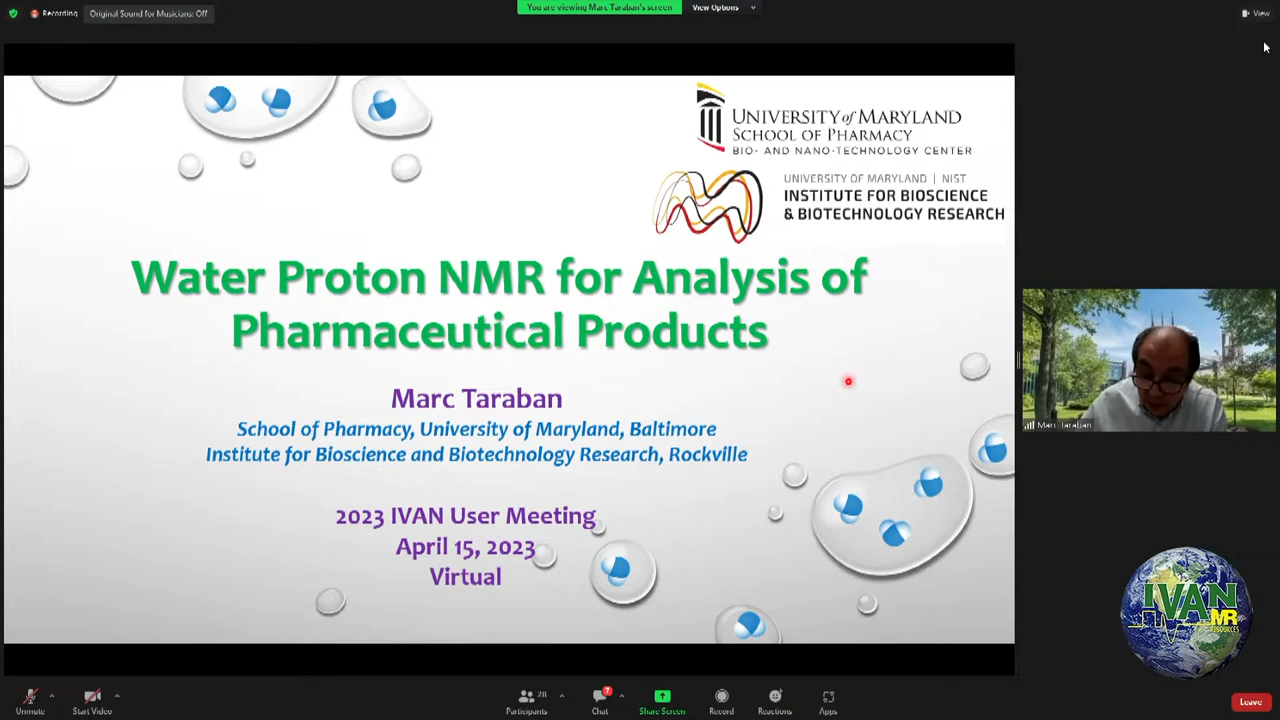 Recording
Original Sound for Musicians: Off
You are viewing Marc Taraban's screen
View Options
View
UNIVERSITY of MARYLAND
SCHOOL OF PHARMACY
BIO- AND NANO-TECHNOLOGY CENTER
UNIVERSITY OF MARYLAND | NIST
INSTITUTE FOR BIOSCIENCE
& BIOTECHNOLOGY RESEARCH
Water Proton NMR for Analysis of
Pharmaceutical Products
Marc Taraban
School of Pharmacy, University of Maryland, Baltimore
Institute for Bioscience and Biotechnology Research, Rockville
2023 IVAN User Meeting
April 15, 2023
Virtual
Marc Taraban
IVAN
MR
RESOURCES
Unmute
Start Video
Participants
28
Chat
7
Share Screen
Record
Reactions
Apps
Leave